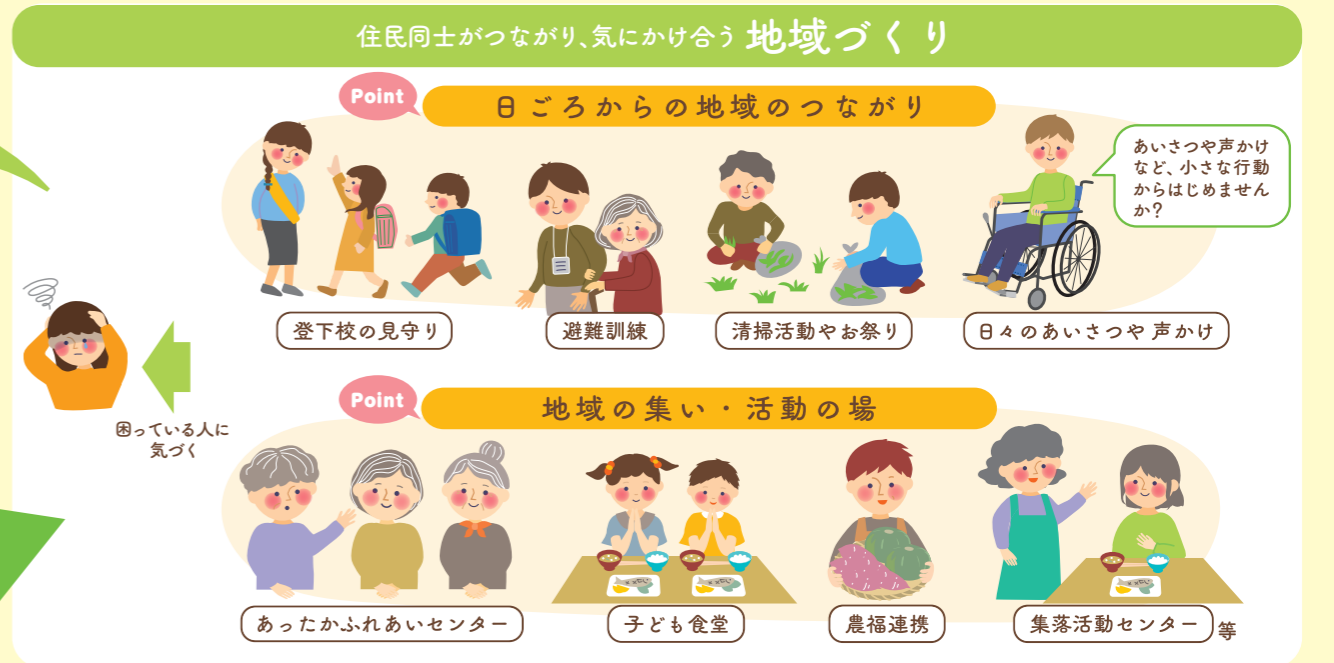 住民同士がつながり、気にかけ合う 地域づくり
Point
日ごろからの地域のつながり
あいさつや声かけ
など、小さな行動
からはじめません
か?
登下校の見守り
避難訓練
清掃活動やお祭り
日々のあいさつや 声かけ
困っている人に
気づく
Point
地域の集い・活動の場
あったかふれあいセンター
子ども食堂
農福連携
集落活動センター 等